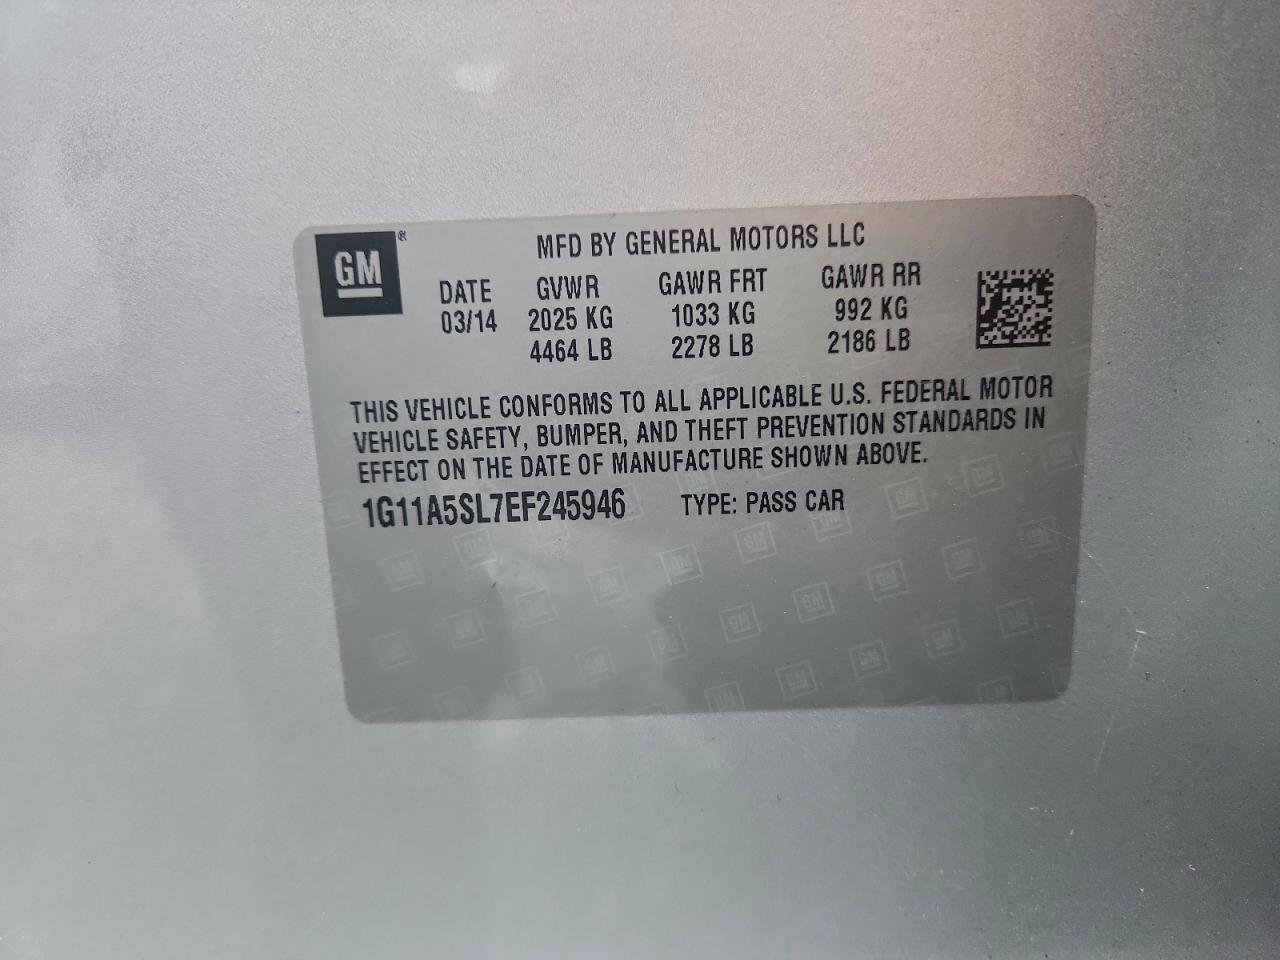 GM®
MFD BY GENERAL MOTORS LLC
DATE GVWR GAWR FRT GAWR RR
03/14 2025 KG 1033 KG 992 KG
4464 LB 2278 LB 2186 LB
THIS VEHICLE CONFORMS TO ALL APPLICABLE U.S. FEDERAL MOTOR
VEHICLE SAFETY, BUMPER, AND THEFT PREVENTION STANDARDS IN
EFFECT ON THE DATE OF MANUFACTURE SHOWN ABOVE.
1G11A5SL7EF245946 TYPE: PASS CAR